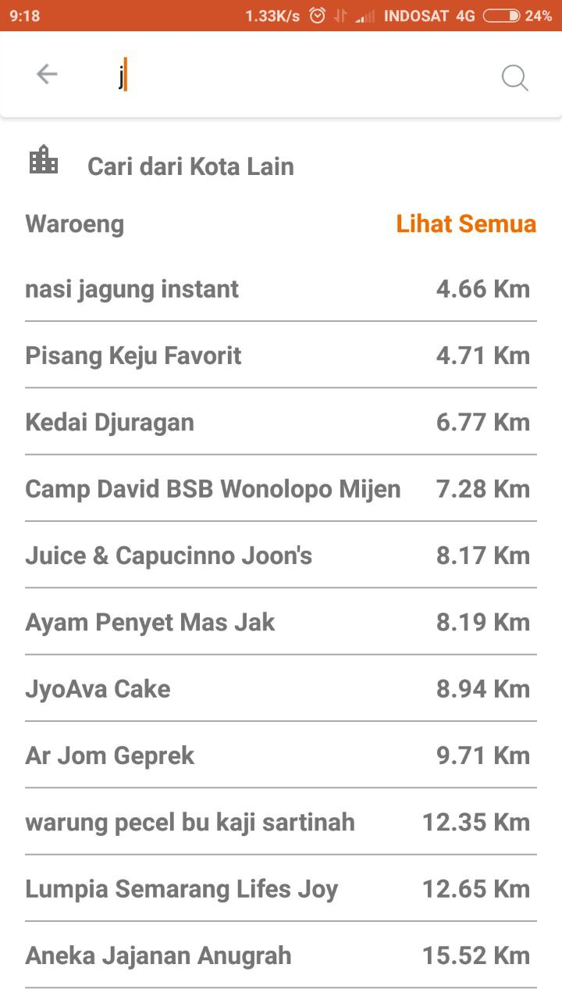 9:18 1.33K/s INDOSAT 4G 24%
j
Cari dari Kota Lain
Waroeng Lihat Semua
nasi jagung instant 4.66 Km
Pisang Keju Favorit 4.71 Km
Kedai Djuragan 6.77 Km
Camp David BSB Wonolopo Mijen 7.28 Km
Juice & Capucinno Joon's 8.17 Km
Ayam Penyet Mas Jak 8.19 Km
JyoAva Cake 8.94 Km
Ar Jom Geprek 9.71 Km
warung pecel bu kaji sartinah 12.35 Km
Lumpia Semarang Lifes Joy 12.65 Km
Aneka Jajanan Anugrah 15.52 Km